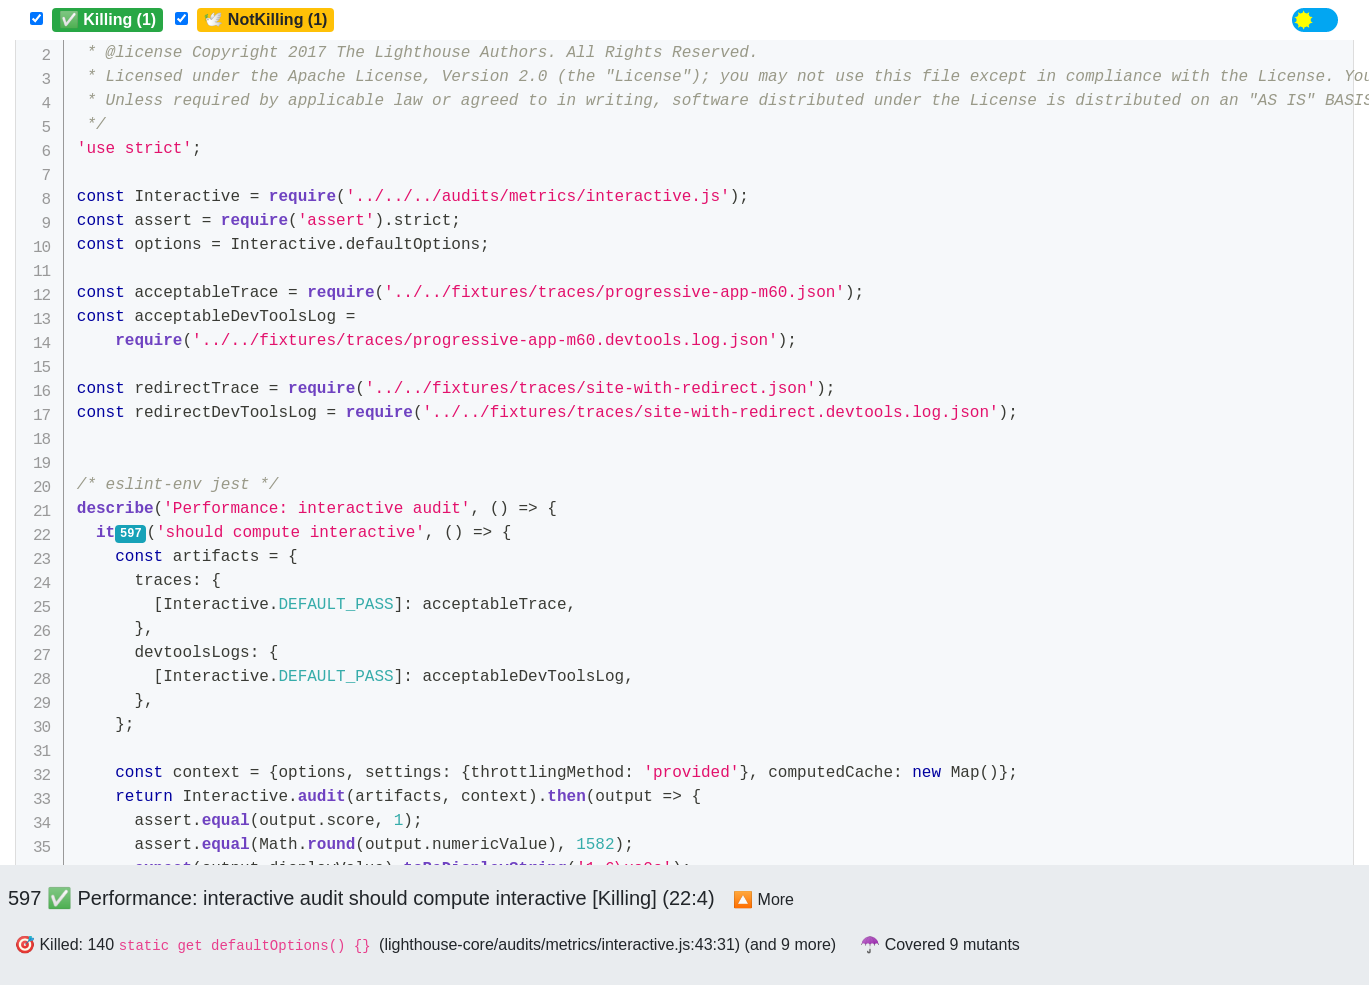 ✅ Killing (1) 🕊️ NotKilling (1)
2 * @license Copyright 2017 The Lighthouse Authors. All Rights Reserved.
3 * Licensed under the Apache License, Version 2.0 (the "License"); you may not use this file except in compliance with the License. You
4 * Unless required by applicable law or agreed to in writing, software distributed under the License is distributed on an "AS IS" BASIS
5 */
6 'use strict';
7
8 const Interactive = require('../../../audits/metrics/interactive.js');
9 const assert = require('assert').strict;
10 const options = Interactive.defaultOptions;
11
12 const acceptableTrace = require('../../fixtures/traces/progressive-app-m60.json');
13 const acceptableDevToolsLog =
14 require('../../fixtures/traces/progressive-app-m60.devtools.log.json');
15
16 const redirectTrace = require('../../fixtures/traces/site-with-redirect.json');
17 const redirectDevToolsLog = require('../../fixtures/traces/site-with-redirect.devtools.log.json');
18
19
20 /* eslint-env jest */
21 describe('Performance: interactive audit', () => {
22 it597('should compute interactive', () => {
23 const artifacts = {
24 traces: {
25 [Interactive.DEFAULT_PASS]: acceptableTrace,
26 },
27 devtoolsLogs: {
28 [Interactive.DEFAULT_PASS]: acceptableDevToolsLog,
29 },
30 };
31
32 const context = {options, settings: {throttlingMethod: 'provided'}, computedCache: new Map()};
33 return Interactive.audit(artifacts, context).then(output => {
34 assert.equal(output.score, 1);
35 assert.equal(Math.round(output.numericValue), 1582);
597 ✅ Performance: interactive audit should compute interactive [Killing] (22:4) 🔼 More
🎯 Killed: 140 static get defaultOptions() {} (lighthouse-core/audits/metrics/interactive.js:43:31) (and 9 more) ☂️ Covered 9 mutants